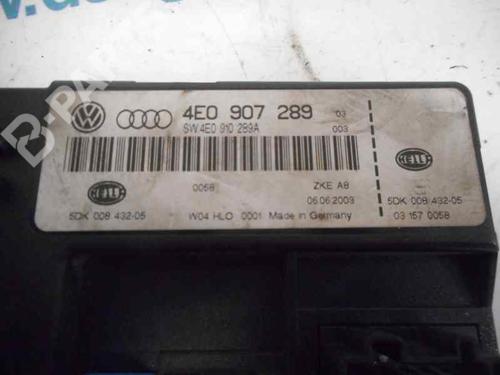 4E0 907 289 03
SW.4E0 910 289A 003
HELLA
0058 ZKE A8
HELLA
06.06.2003
5DK 008 432-05 W04 HLO 0001 Made in Germany
5DK 008 432-05
03 157 0058
B-PARTS